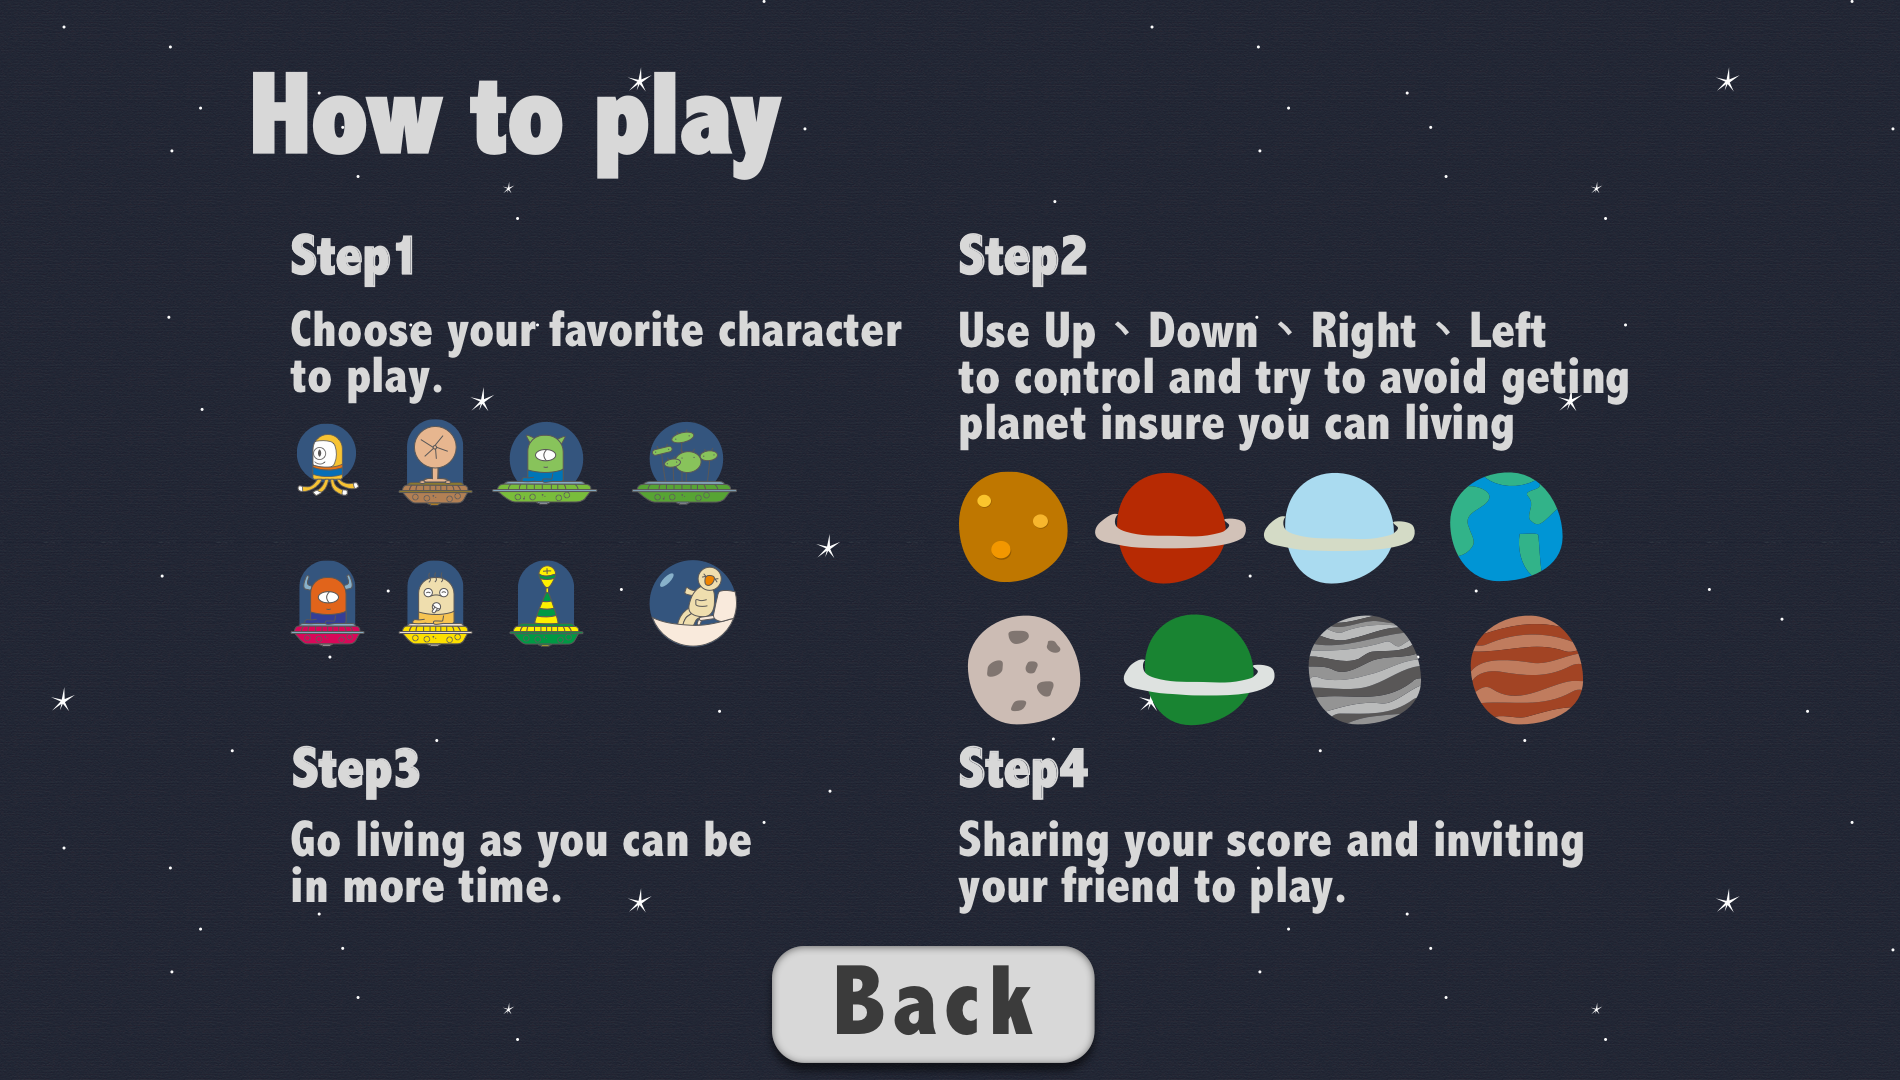 How to play
Step1
Choose your favorite character
to play.
Step2
Use Up、Down、Right、Left
to control and try to avoid geting
planet insure you can living
Step3
Go living as you can be
in more time.
Step4
Sharing your score and inviting
your friend to play.
Back